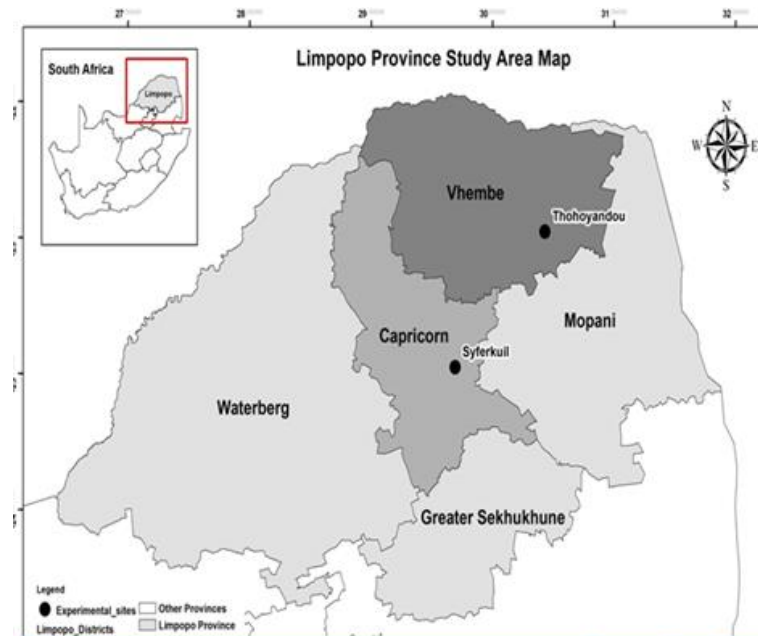 27 28 29 30 31 32
Limpopo Province Study Area Map
South Africa
Limpopo
N
W E
S
Vhembe
Thohoyandou
Mopani
Capricorn
Syferkuil
Waterberg
Greater Sekhukhune
Legend
Experimental_sites
Other Provinces
Limpopo_Districts
Limpopo Province